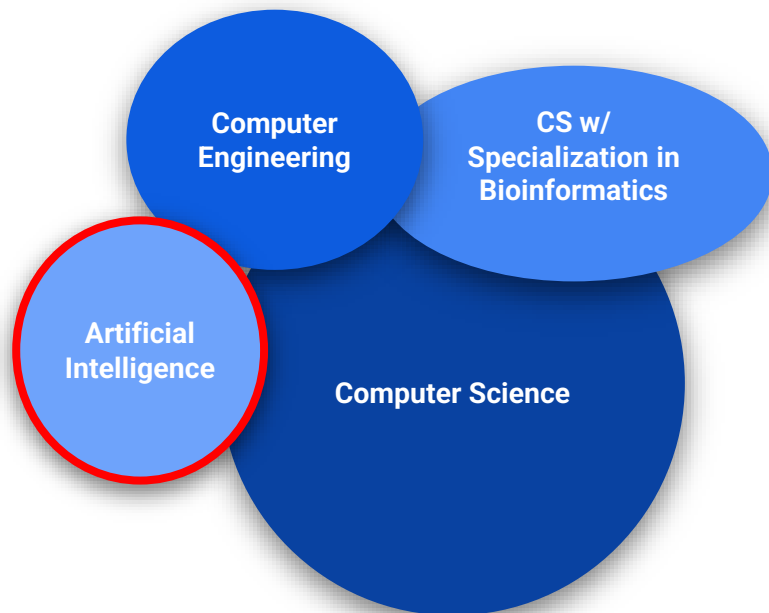 Computer
Engineering
CS w/
Specialization in
Bioinformatics
Artificial
Intelligence
Computer Science